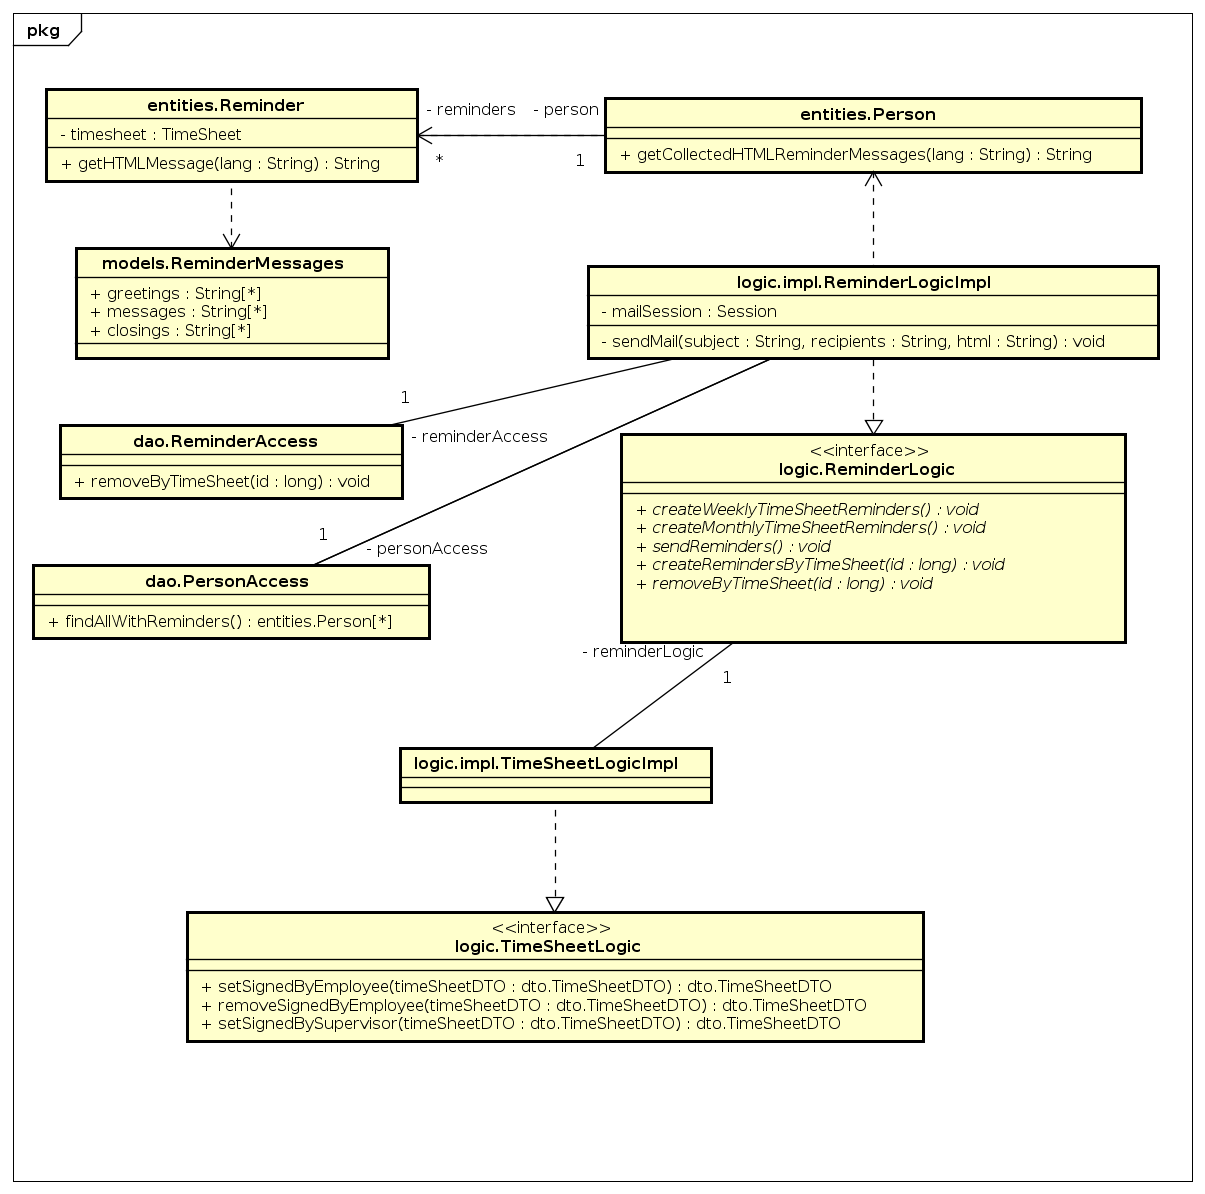 pkg
entities.Reminder
- timesheet : TimeSheet
+ getHTMLMessage(lang : String) : String
- reminders
- person
*
1
entities.Person
+ getCollectedHTMLReminderMessages(lang : String) : String
models.ReminderMessages
+ greetings : String[*]
+ messages : String[*]
+ closings : String[*]
logic.impl.ReminderLogicImpl
- mailSession : Session
- sendMail(subject : String, recipients : String, html : String) : void
1
- reminderAccess
dao.ReminderAccess
+ removeByTimeSheet(id : long) : void
<<interface>>
logic.ReminderLogic
+ createWeeklyTimeSheetReminders() : void
+ createMonthlyTimeSheetReminders() : void
+ sendReminders() : void
+ createRemindersByTimeSheet(id : long) : void
+ removeByTimeSheet(id : long) : void
1
- personAccess
dao.PersonAccess
+ findAllWithReminders() : entities.Person[*]
- reminderLogic
1
logic.impl.TimeSheetLogicImpl
<<interface>>
logic.TimeSheetLogic
+ setSignedByEmployee(timeSheetDTO : dto.TimeSheetDTO) : dto.TimeSheetDTO
+ removeSignedByEmployee(timeSheetDTO : dto.TimeSheetDTO) : dto.TimeSheetDTO
+ setSignedBySupervisor(timeSheetDTO : dto.TimeSheetDTO) : dto.TimeSheetDTO